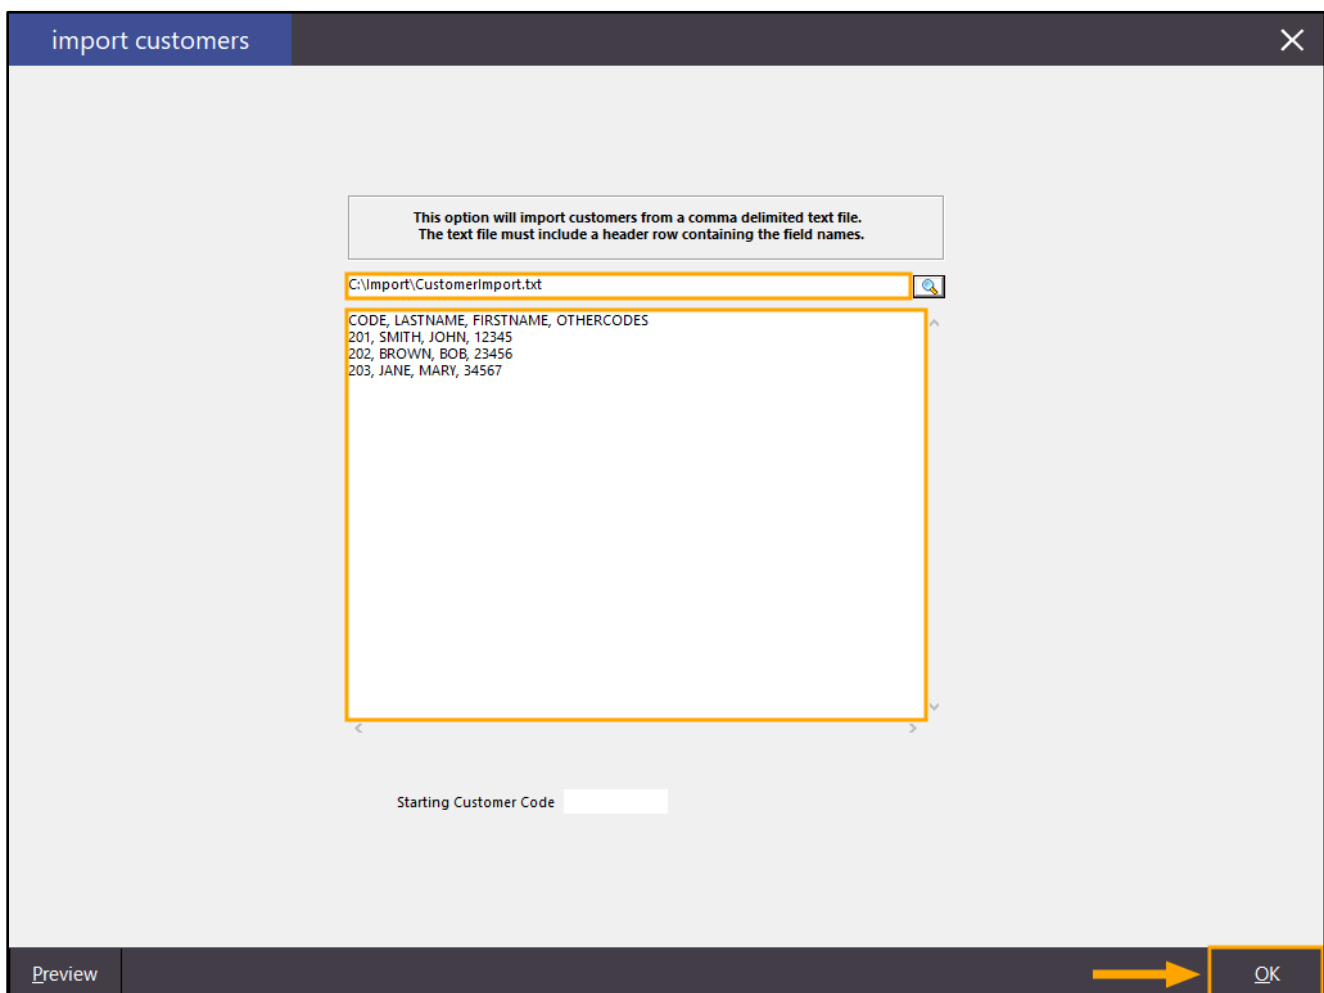 import customers
This option will import customers from a comma delimited text file.
The text file must include a header row containing the field names.
C:\Import\CustomerImport.txt
CODE, LASTNAME, FIRSTNAME, OTHERCODES
201, SMITH, JOHN, 12345
202, BROWN, BOB, 23456
203, JANE, MARY, 34567
Starting Customer Code
Preview
OK